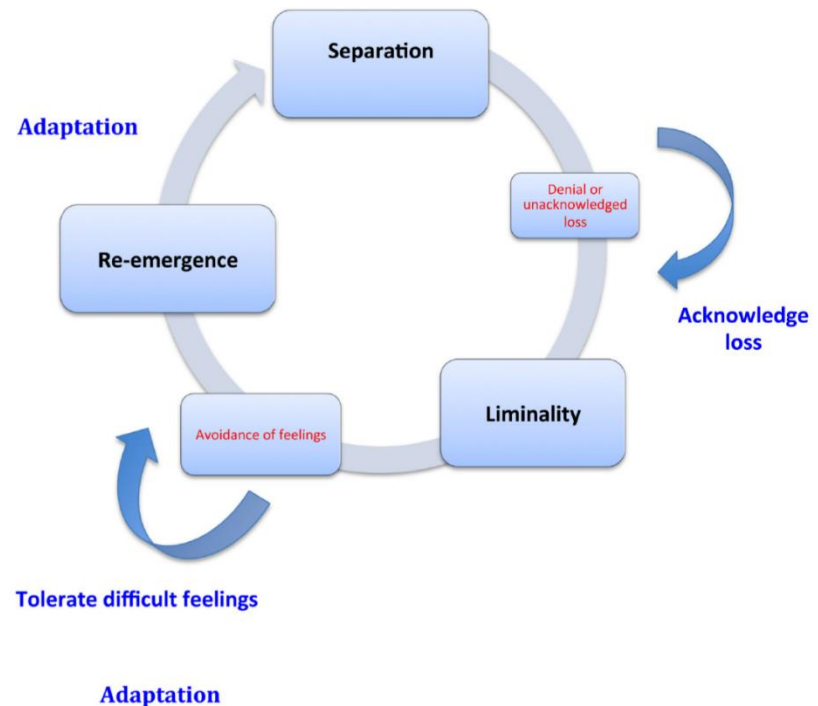 Separation
Adaptation
Denial or
unacknowledged
loss
Re-emergence
Acknowledge
loss
Liminality
Avoidance of feelings
Tolerate difficult feelings
Adaptation